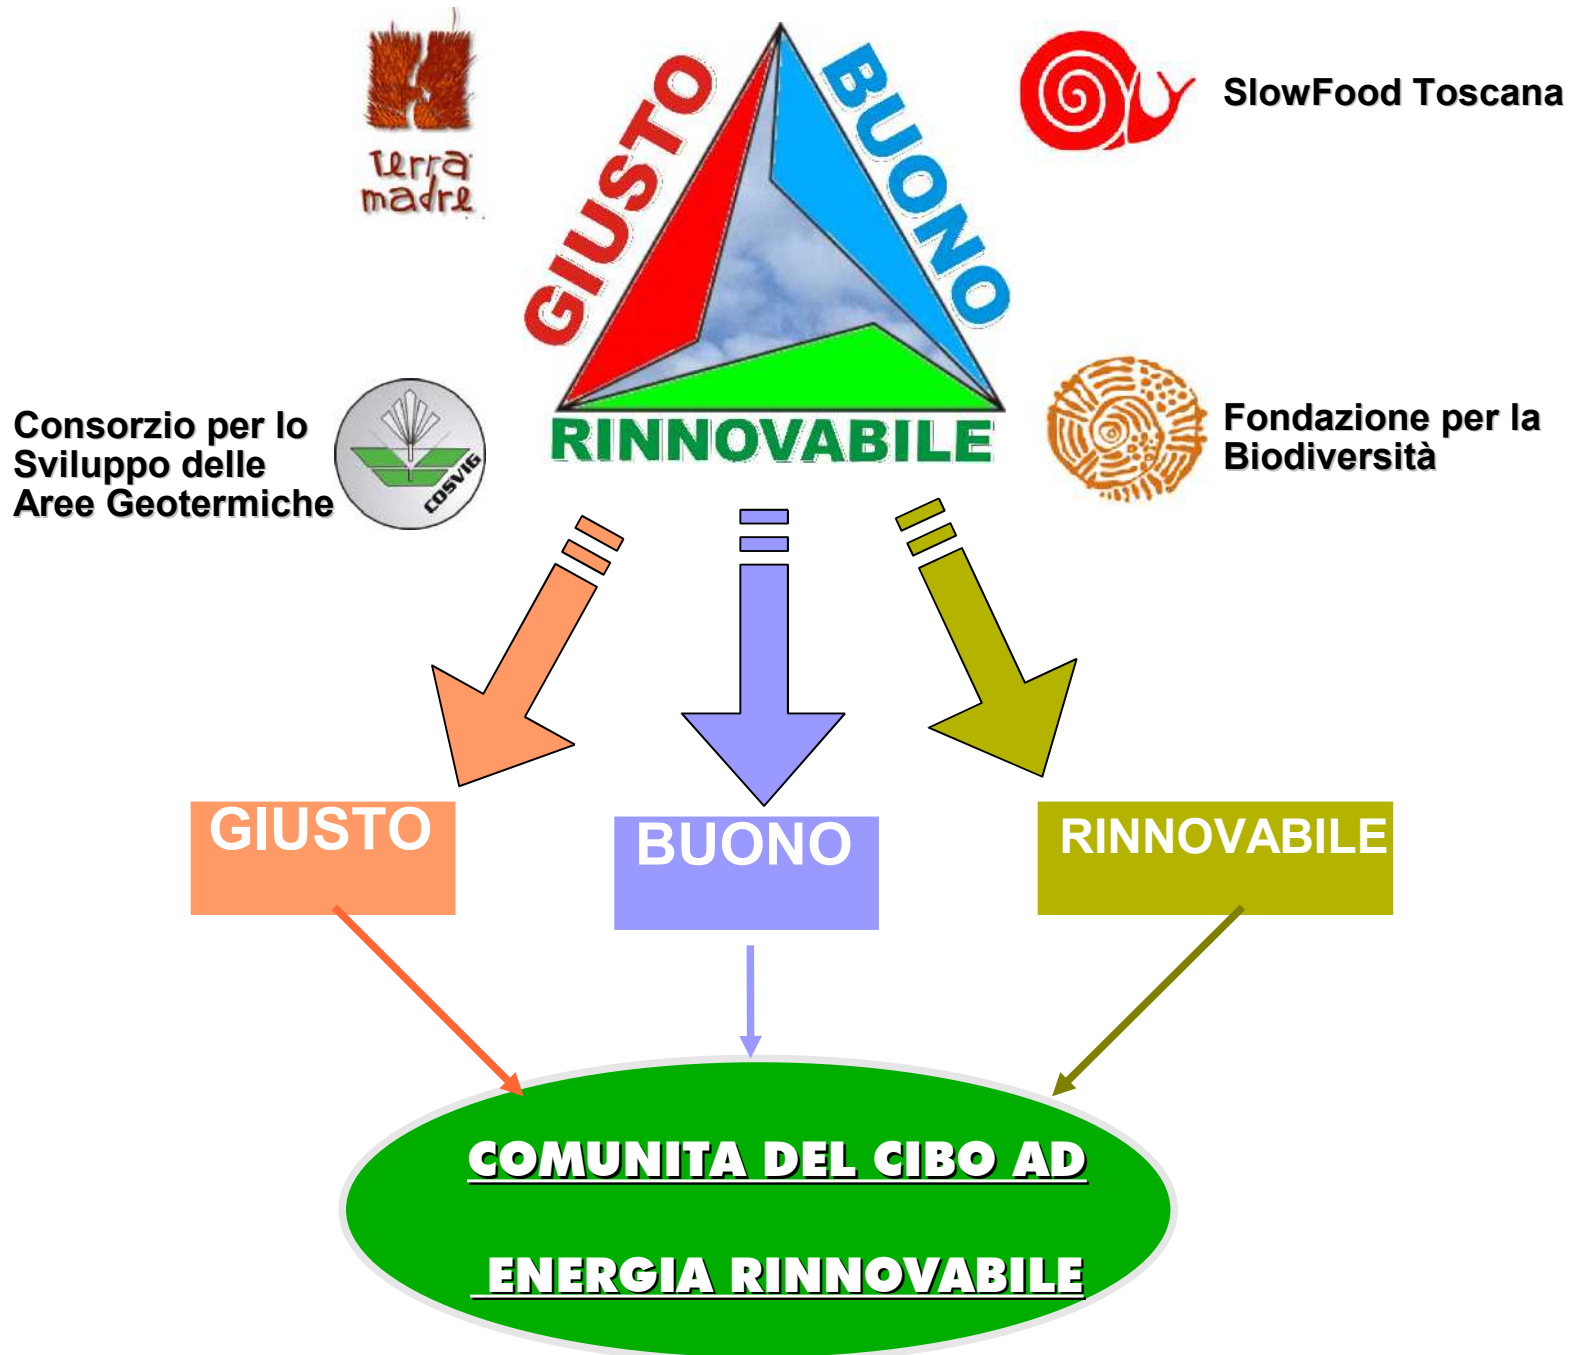 Terra
madre
GIUSTO
BUONO
RINNOVABILE
SlowFood Toscana
Consorzio per lo
Sviluppo delle
Aree Geotermiche
COSVIG
Fondazione per la
Biodiversità
GIUSTO
BUONO
RINNOVABILE
COMUNITA DEL CIBO AD
ENERGIA RINNOVABILE